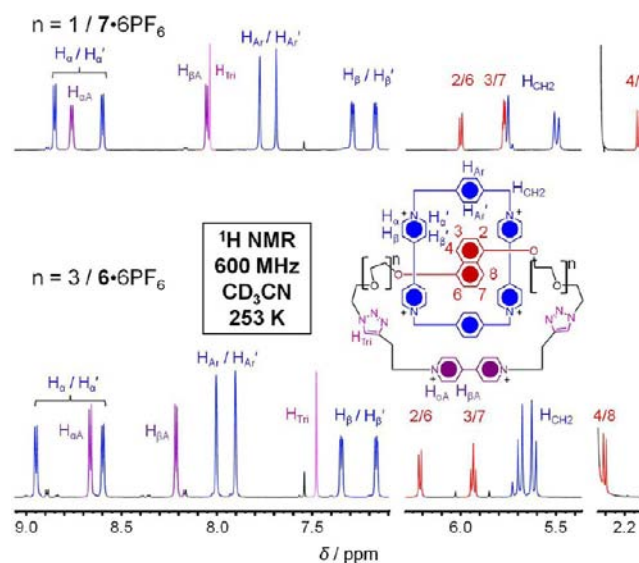 n = 1 / 7•6PF6
Hα / Hα′
HαA
HβA
HTri
HAr / HAr′
Hβ / Hβ′
2/6
3/7
HCH2
4/
n = 3 / 6•6PF6
Hα / Hα′
HαA
HβA
HAr / HAr′
HTri
Hβ / Hβ′
2/6
3/7
HCH2
4/8
1H NMR
600 MHz
CD3CN
253 K
HAr
HCH2
HAr′
Hα
Hα′
Hβ
Hβ′
3
2
4
8
6
7
n
O
O
n
O
O
N
N
N
N
+
+
+
+
N
N
N
N
N
N
HTri
N
N
+
+
HαA
HβA
9.0
8.5
8.0
7.5
6.0
5.5
2.2
δ / ppm